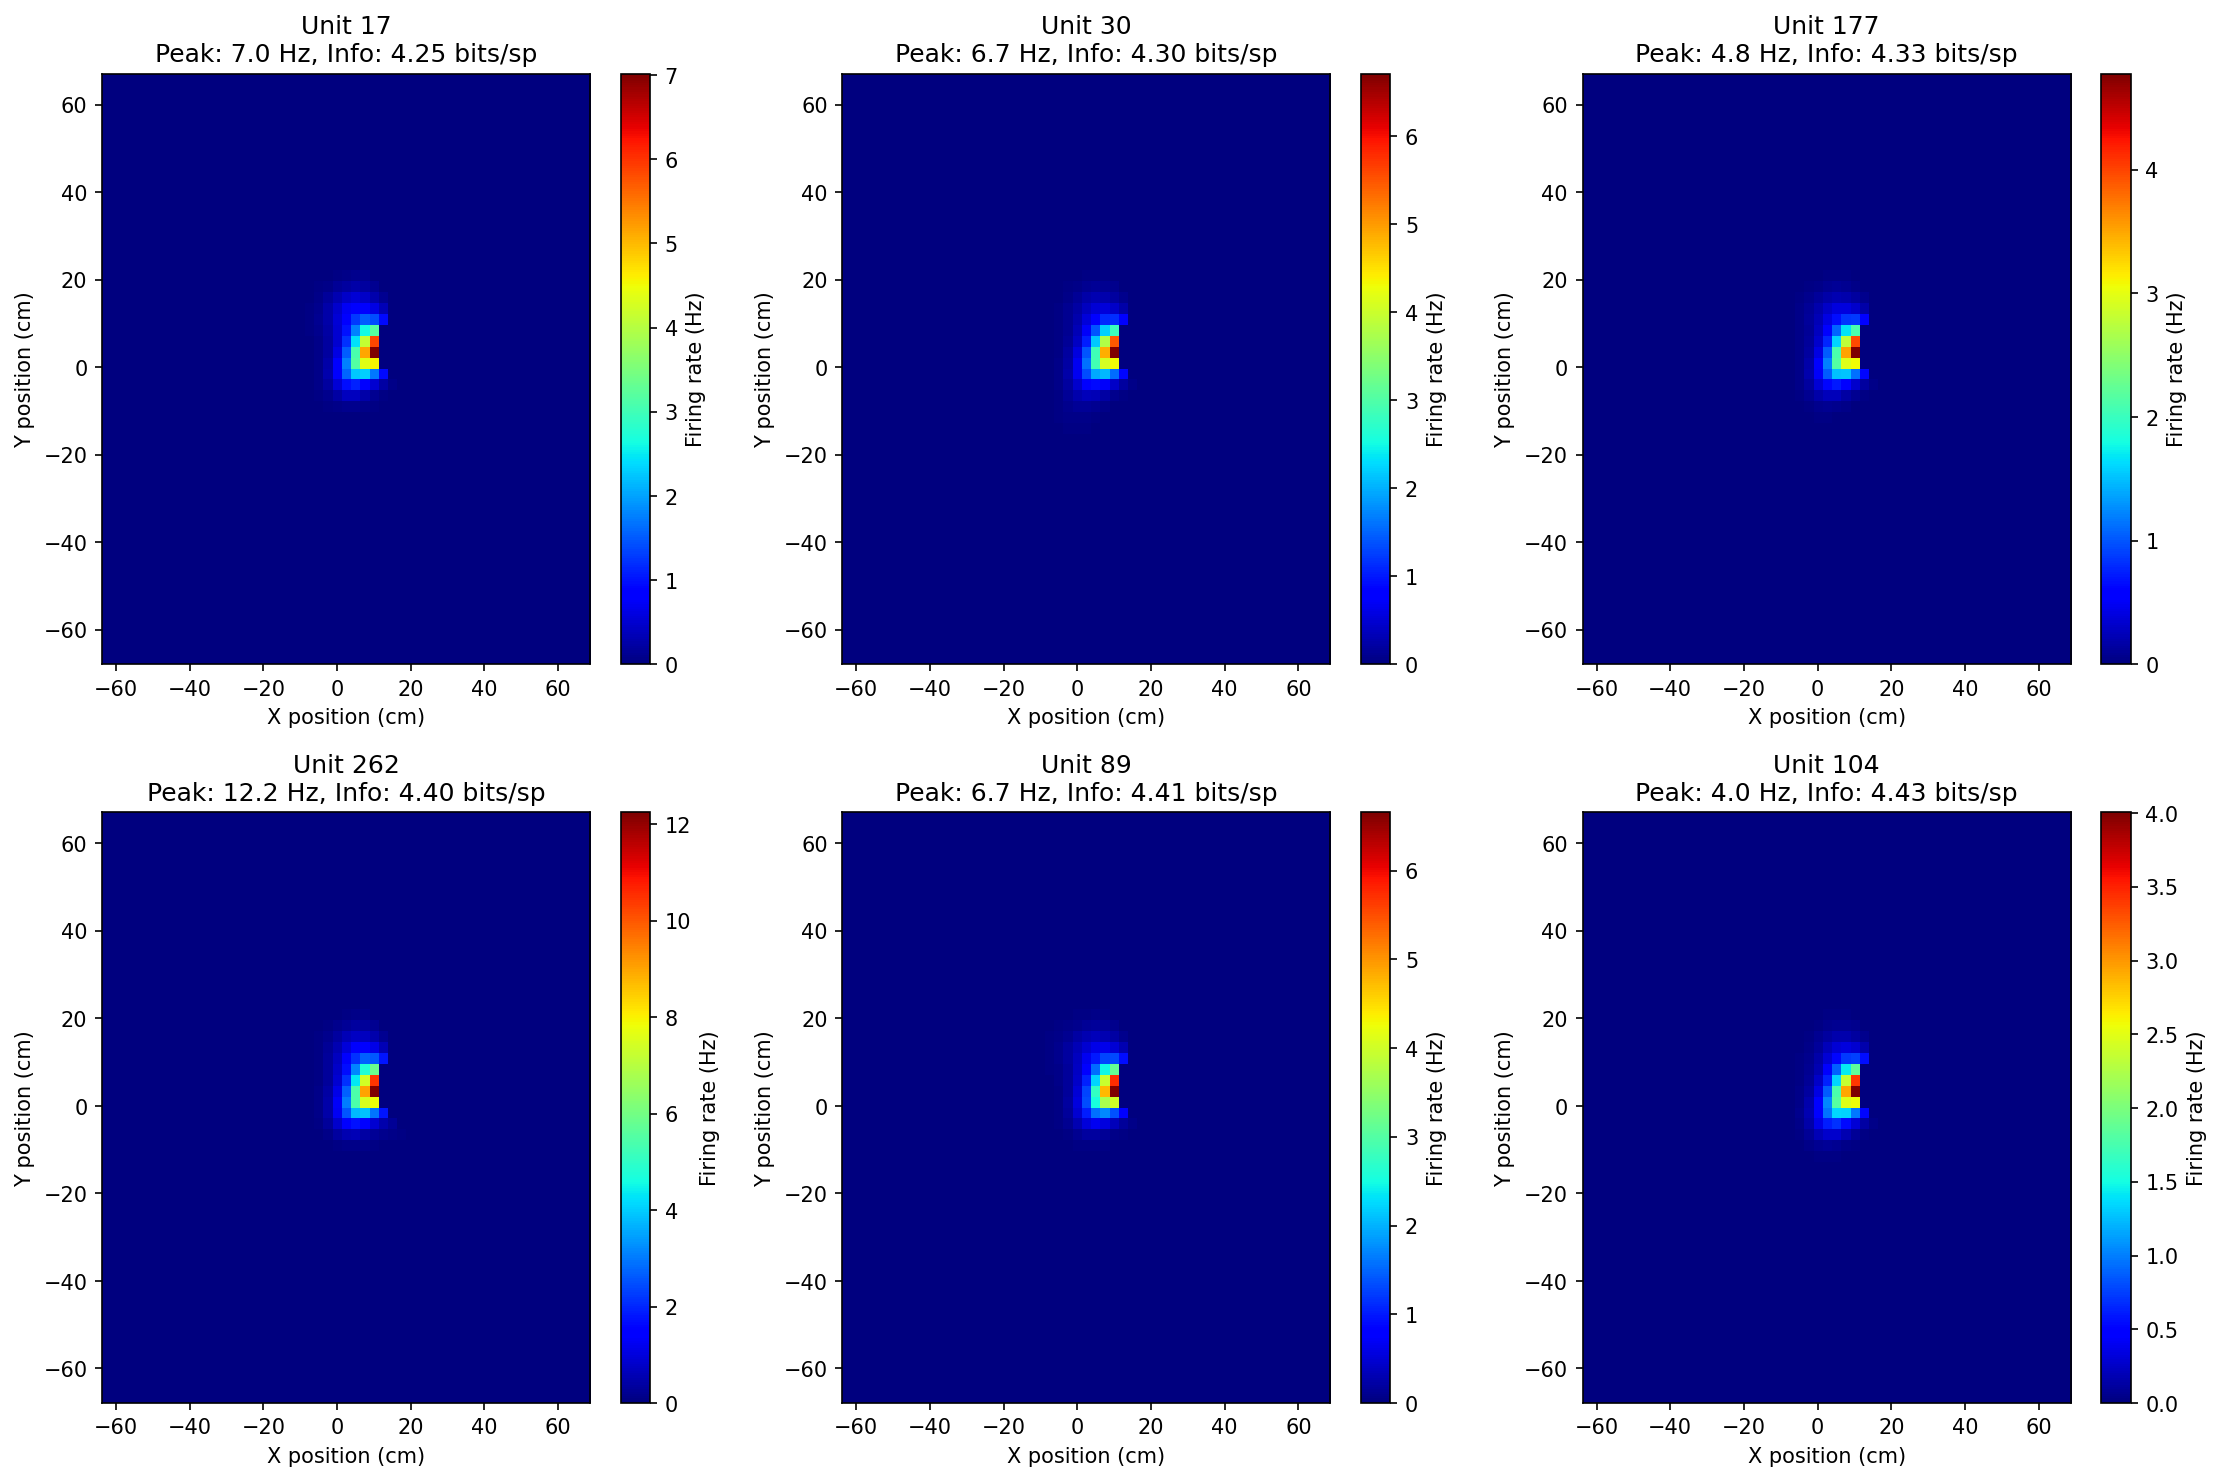 Unit 17
Peak: 7.0 Hz, Info: 4.25 bits/sp
Y position (cm)
60
40
20
0
−20
−40
−60
−60 −40 −20 0 20 40 60
X position (cm)
7
6
5
4
3
2
1
0
Firing rate (Hz)
Unit 30
Peak: 6.7 Hz, Info: 4.30 bits/sp
Y position (cm)
60
40
20
0
−20
−40
−60
−60 −40 −20 0 20 40 60
X position (cm)
6
5
4
3
2
1
0
Firing rate (Hz)
Unit 177
Peak: 4.8 Hz, Info: 4.33 bits/sp
Y position (cm)
60
40
20
0
−20
−40
−60
−60 −40 −20 0 20 40 60
X position (cm)
4
3
2
1
0
Firing rate (Hz)
Unit 262
Peak: 12.2 Hz, Info: 4.40 bits/sp
Y position (cm)
60
40
20
0
−20
−40
−60
−60 −40 −20 0 20 40 60
X position (cm)
12
10
8
6
4
2
0
Firing rate (Hz)
Unit 89
Peak: 6.7 Hz, Info: 4.41 bits/sp
Y position (cm)
60
40
20
0
−20
−40
−60
−60 −40 −20 0 20 40 60
X position (cm)
6
5
4
3
2
1
0
Firing rate (Hz)
Unit 104
Peak: 4.0 Hz, Info: 4.43 bits/sp
Y position (cm)
60
40
20
0
−20
−40
−60
−60 −40 −20 0 20 40 60
X position (cm)
4.0
3.5
3.0
2.5
2.0
1.5
1.0
0.5
0.0
Firing rate (Hz)